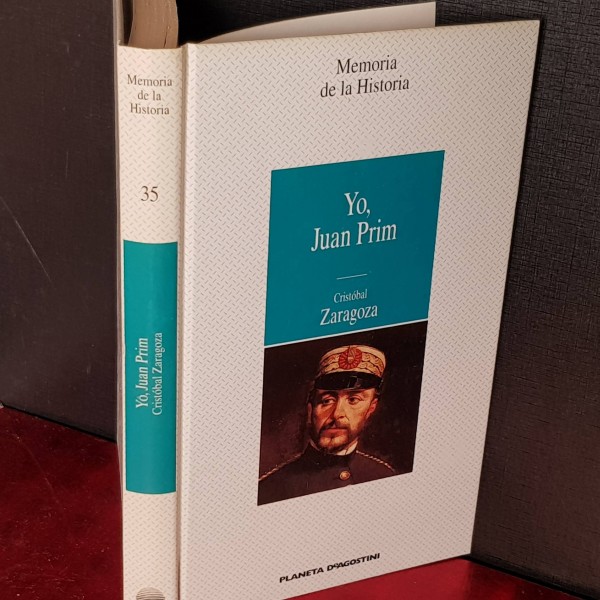 Memoria
de la
Historia
35
Yo, Juan Prim
Cristóbal Zaragoza
Memoria
de la Historia
Yo,
Juan Prim
Cristóbal
Zaragoza
PLANETA DEAGOSTINI